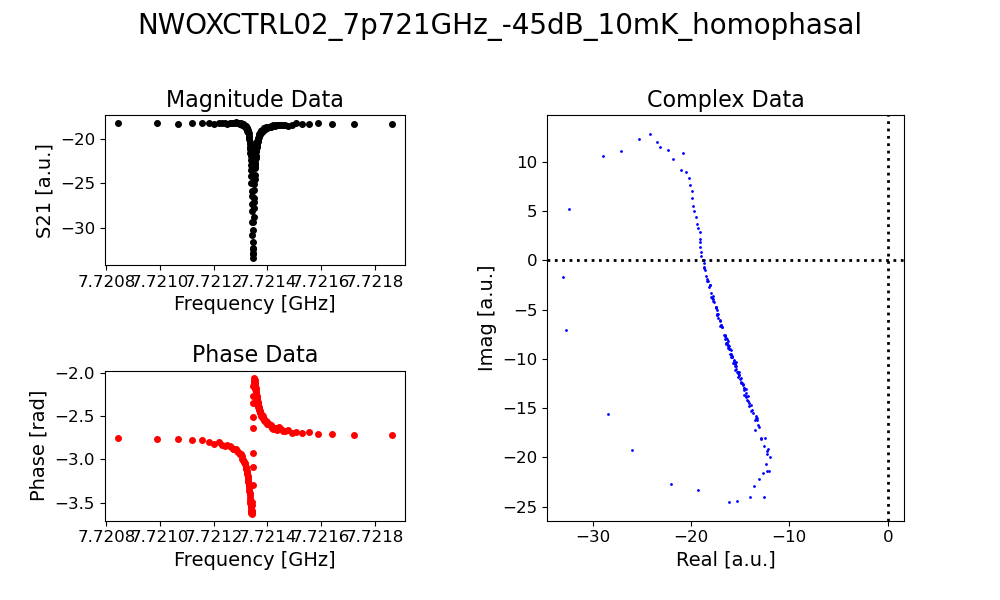 NWOXCTRL02_7p721GHz_-45dB_10mK_homophasal
Magnitude Data
S21 [a.u.]
−20
−25
−30
7.7208 7.7210 7.7212 7.7214 7.7216 7.7218
Frequency [GHz]
Phase Data
Phase [rad]
−2.0
−2.5
−3.0
−3.5
7.7208 7.7210 7.7212 7.7214 7.7216 7.7218
Frequency [GHz]
Complex Data
Imag [a.u.]
10
5
0
−5
−10
−15
−20
−25
−30 −20 −10 0
Real [a.u.]